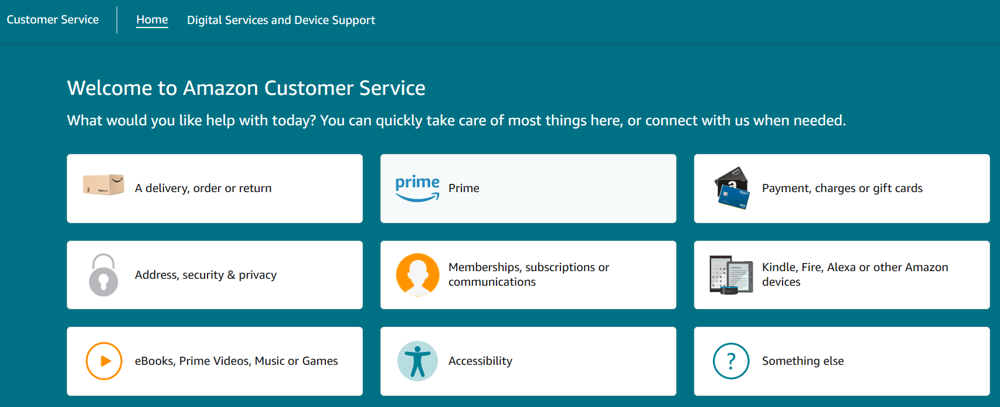 Customer Service
Home
Digital Services and Device Support
Welcome to Amazon Customer Service
What would you like help with today? You can quickly take care of most things here, or connect with us when needed.
A delivery, order or return
prime
Prime
Payment, charges or gift cards
Address, security & privacy
Memberships, subscriptions or
communications
Kindle, Fire, Alexa or other Amazon
devices
eBooks, Prime Videos, Music or Games
Accessibility
?
Something else